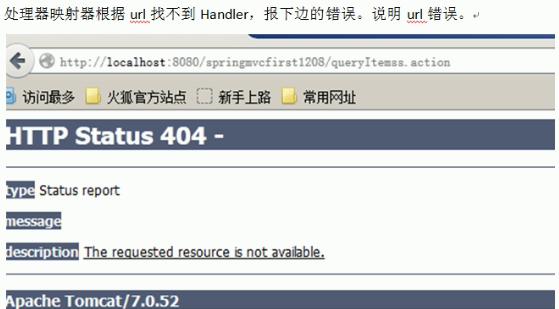 处理器映射器根据 url 找不到 Handler，报下边的错误。说明 url 错误。
http://localhost:8080/springmvcfirst1208/queryItemss.action
访问最多 火狐官方站点 新手上路 常用网址
HTTP Status 404 -
type Status report
message
description The requested resource is not available.
Apache Tomcat/7.0.52